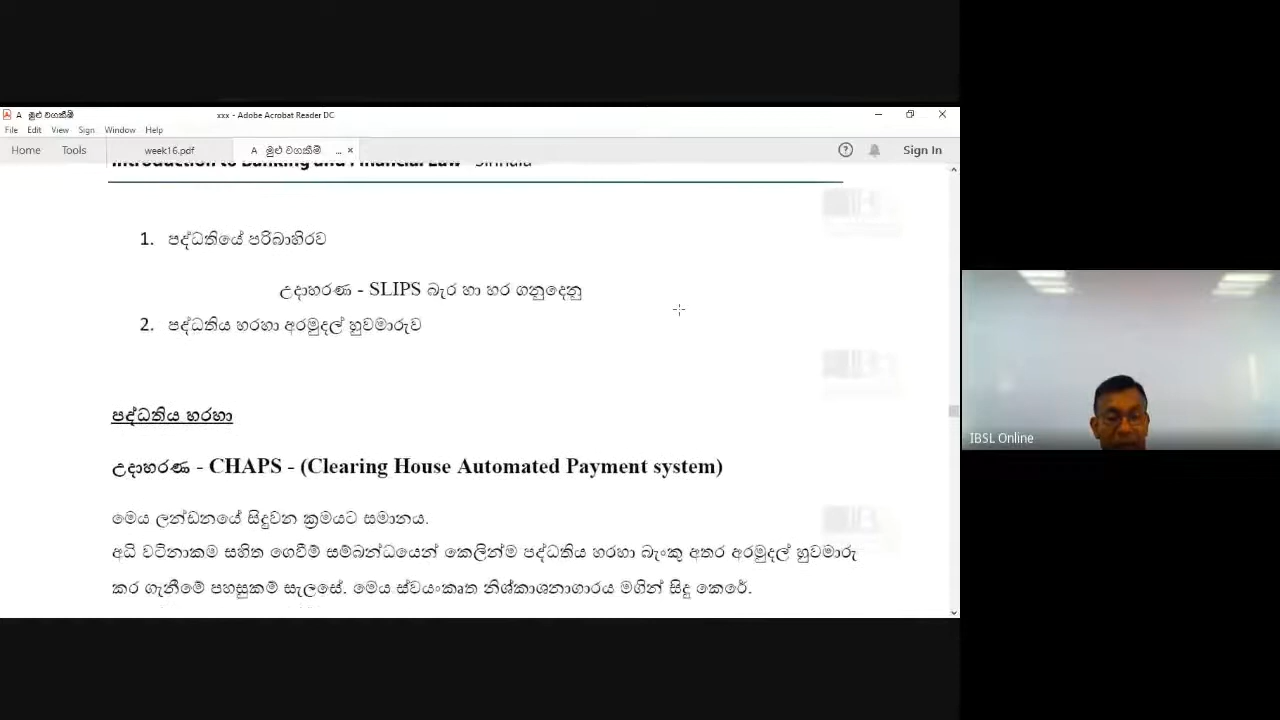 A මුළු වගකීම්
xxx - Adobe Acrobat Reader DC
File Edit View Sign Window Help
Home Tools week16.pdf A මුළු වගකීම් ... × Sign In
Introduction to Banking and Financial Law - Sinhala
1. පද්ධතියේ පරිබාහිරව
උදාහරණ - SLIPS බැර හා හර ගනුදෙනු
2. පද්ධතිය හරහා අරමුදල් හුවමාරුව
පද්ධතිය හරහා
උදාහරණ - CHAPS - (Clearing House Automated Payment system)
මෙය ලන්ඩනයේ සිදුවන ක්‍රමයට සමානය.
අධි වටිනාකම සහිත ගෙවීම් සම්බන්ධයෙන් කෙලින්ම පද්ධතිය හරහා බැංකු අතර අරමුදල් හුවමාරු
කර ගැනීමේ පහසුකම් සැලසේ. මෙය ස්වයංකෘත නිශ්කාශනාගාරය මගින් සිදු කෙරේ.
IBSL Online